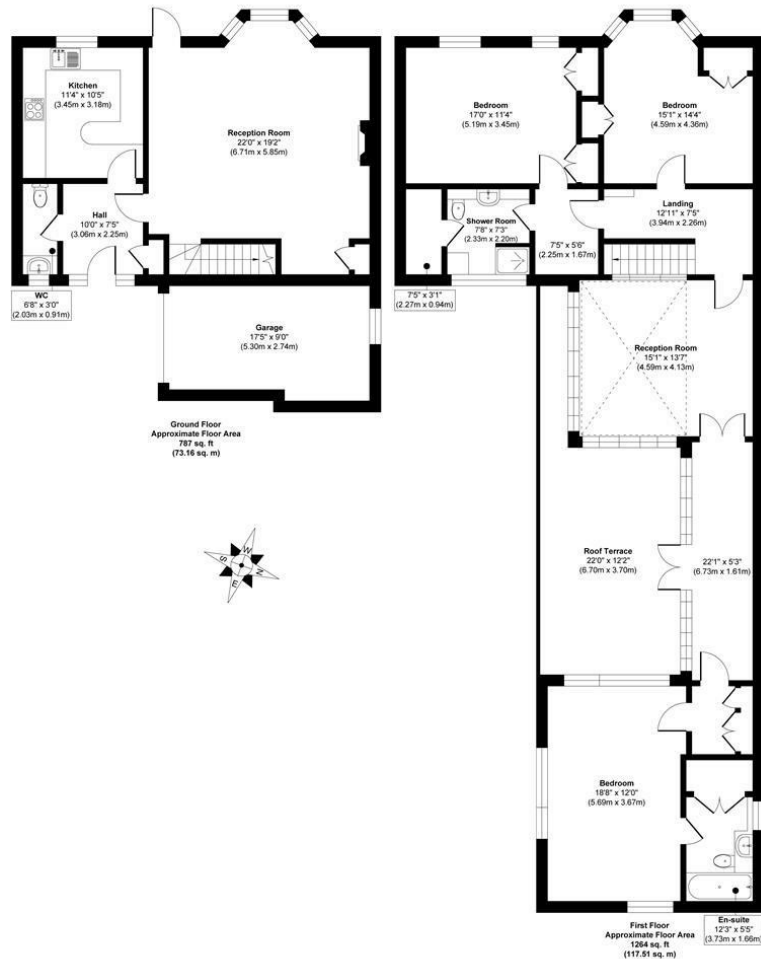 Kitchen
11'4" x 10'5"
(3.45m x 3.18m)
Reception Room
22'0" x 19'2"
(6.71m x 5.85m)
Hall
10'0" x 7'5"
(3.06m x 2.25m)
WC
6'8" x 3'0"
(2.03m x 0.91m)
Garage
17'5" x 9'0"
(5.30m x 2.74m)
Ground Floor
Approximate Floor Area
787 sq. ft
(73.16 sq. m)
Bedroom
17'0" x 11'4"
(5.19m x 3.45m)
Bedroom
15'1" x 14'4"
(4.59m x 4.36m)
Shower Room
7'8" x 7'3"
(2.33m x 2.20m)
7'5" x 5'6"
(2.25m x 1.67m)
Landing
12'11" x 7'5"
(3.94m x 2.26m)
7'5" x 3'1"
(2.27m x 0.94m)
Reception Room
15'1" x 13'7"
(4.59m x 4.13m)
Roof Terrace
22'0" x 12'2"
(6.70m x 3.70m)
22'1" x 5'3"
(6.73m x 1.61m)
Bedroom
18'8" x 12'0"
(5.69m x 3.67m)
En-suite
12'3" x 5'5"
(3.73m x 1.66m)
First Floor
Approximate Floor Area
1264 sq. ft
(117.51 sq. m)
S
W
E
N